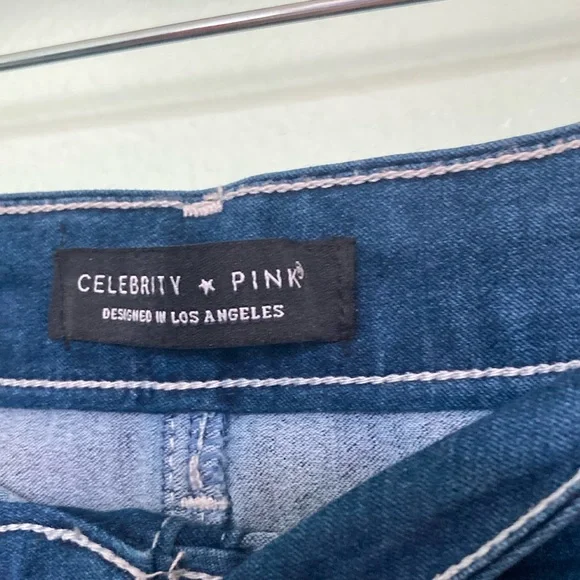 CELEBRITY ★ PINK®
DESIGNED IN LOS ANGELES